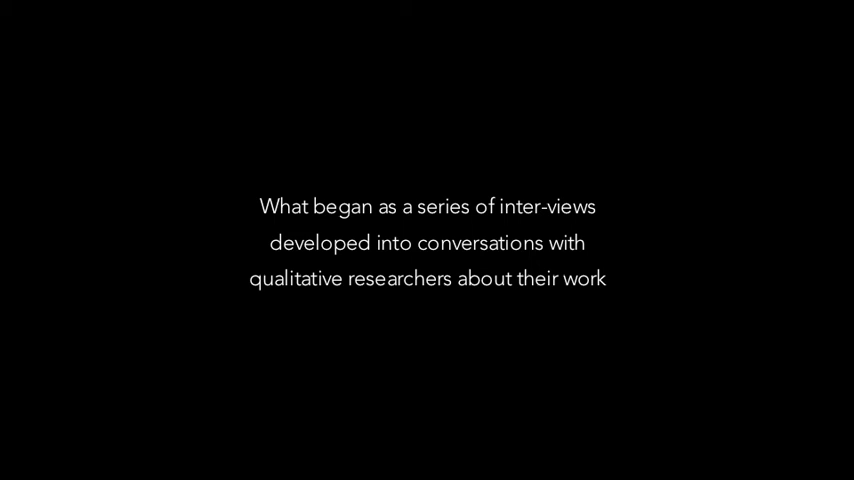 What began as a series of inter-views
developed into conversations with
qualitative researchers about their work